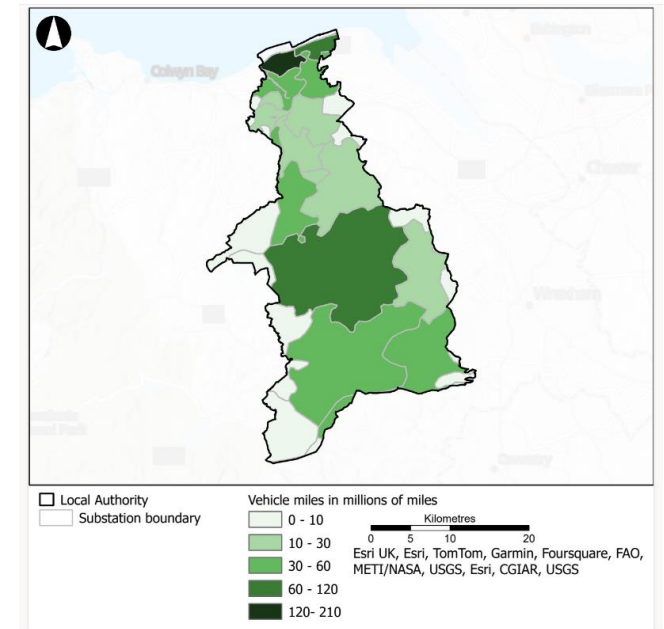 Colwyn Bay
Chester
Wrexham
Local Authority
Substation boundary
Vehicle miles in millions of miles
0 - 10
10 - 30
30 - 60
60 - 120
120- 210
Kilometres
0 5 10 20
Esri UK, Esri, TomTom, Garmin, Foursquare, FAO,
METI/NASA, USGS, Esri, CGIAR, USGS